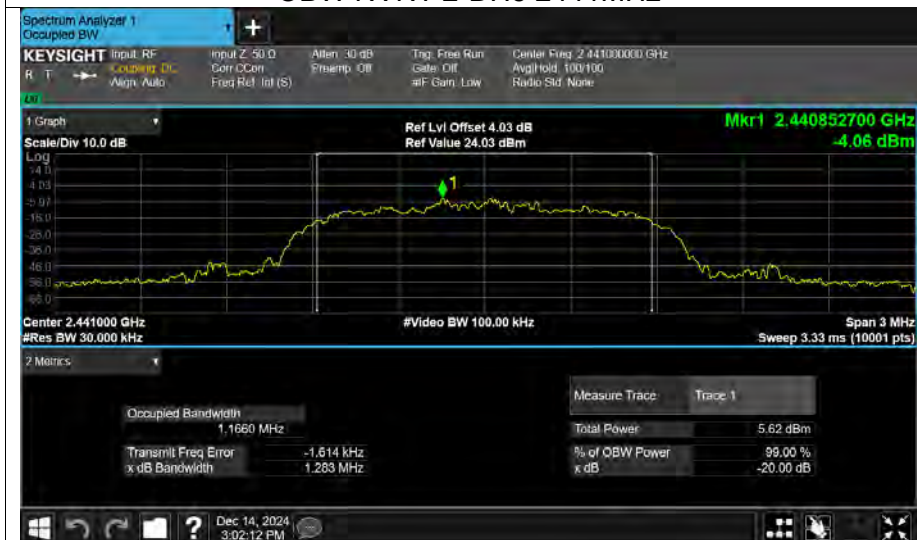 Spectrum Analyzer 1
Occupied BW
KEYSIGHT Input: RF
R T
Coupling: DC
Align: Auto
Input Z: 50 Ω
Corr CCorr
Freq Ref: Int (S)
Atten: 30 dB
Preamp: Off
Trig: Free Run
Gate: Off
#IF Gain: Low
Center Freq: 2.441000000 GHz
Avg|Hold: 100/100
Radio Std: None
1 Graph
Scale/Div 10.0 dB
Ref Lvl Offset 4.03 dB
Ref Value 24.03 dBm
Mkr1 2.440852700 GHz
-4.06 dBm
Log
14.0
4.03
-5.97
-16.0
-26.0
-36.0
-46.0
-56.0
-66.0
1
Center 2.441000 GHz
#Res BW 30.000 kHz
#Video BW 100.00 kHz
Span 3 MHz
Sweep 3.33 ms (10001 pts)
2 Metrics
Occupied Bandwidth
1.1660 MHz
Transmit Freq Error -1.614 kHz
x dB Bandwidth 1.283 MHz
Measure Trace Trace 1
Total Power 5.62 dBm
% of OBW Power 99.00 %
x dB -20.00 dB
?
Dec 14, 2024
3:02:12 PM